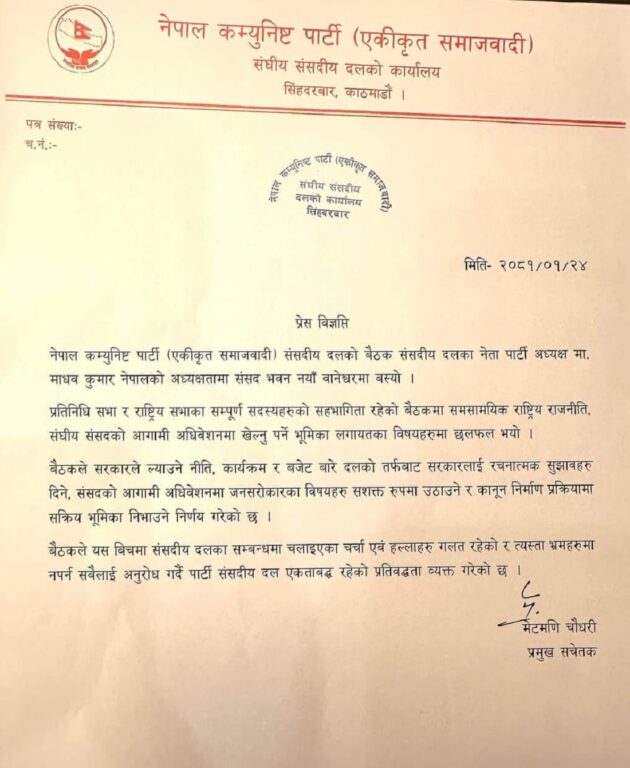 नेपाल कम्युनिष्ट पार्टी (एकीकृत समाजवादी)
संघीय संसदीय दलको कार्यालय
सिंहदरबार, काठमाडौं ।
पत्र संख्याः-
च.नं.:-
नेपाल कम्युनिष्ट पार्टी (एकीकृत समाजवादी)
संघीय संसदीय
दलको कार्यालय
सिंहबरबार
मिति- २०८१/०१/२४
प्रेस विज्ञप्ति
नेपाल कम्युनिष्ट पार्टी (एकीकृत समाजवादी) संसदीय दलको बैठक संसदीय दलका नेता पार्टी अध्यक्ष मा.
माधव कुमार नेपालको अध्यक्षतामा संसद भवन नयाँ वानेश्वरमा बस्यो ।
प्रतिनिधि सभा र राष्ट्रिय सभाका सम्पूर्ण सदस्यहरुको सहभागिता रहेको बैठकमा समसामयिक राष्ट्रिय राजनीति,
संघीय संसदको आगामी अधिवेशनमा खेल्नु पर्ने भूमिका लगायतका विषयहरुमा छलफल भयो ।
बैठकले सरकारले ल्याउने नीति, कार्यक्रम र बजेट बारे दलको तर्फबाट सरकारलाई रचनात्मक सुझावहरु
दिने, संसदको आगामी अधिवेशनमा जनसरोकारका विषयहरु सशक्त रुपमा उठाउने र कानून निर्माण प्रक्रियामा
सक्रिय भूमिका निभाउने निर्णय गरेको छ ।
बैठकले यस बिचमा संसदीय दलका सम्बन्धमा चलाइएका चर्चा एवं हल्लाहरु गलत रहेको र त्यस्ता भ्रमहरुमा
नपर्न सबैलाई अनुरोध गर्दै पार्टी संसदीय दल एकताबद्ध रहेको प्रतिबद्धता व्यक्त गरेको छ ।
मेटमणि चौधरी
प्रमुख सचेतक